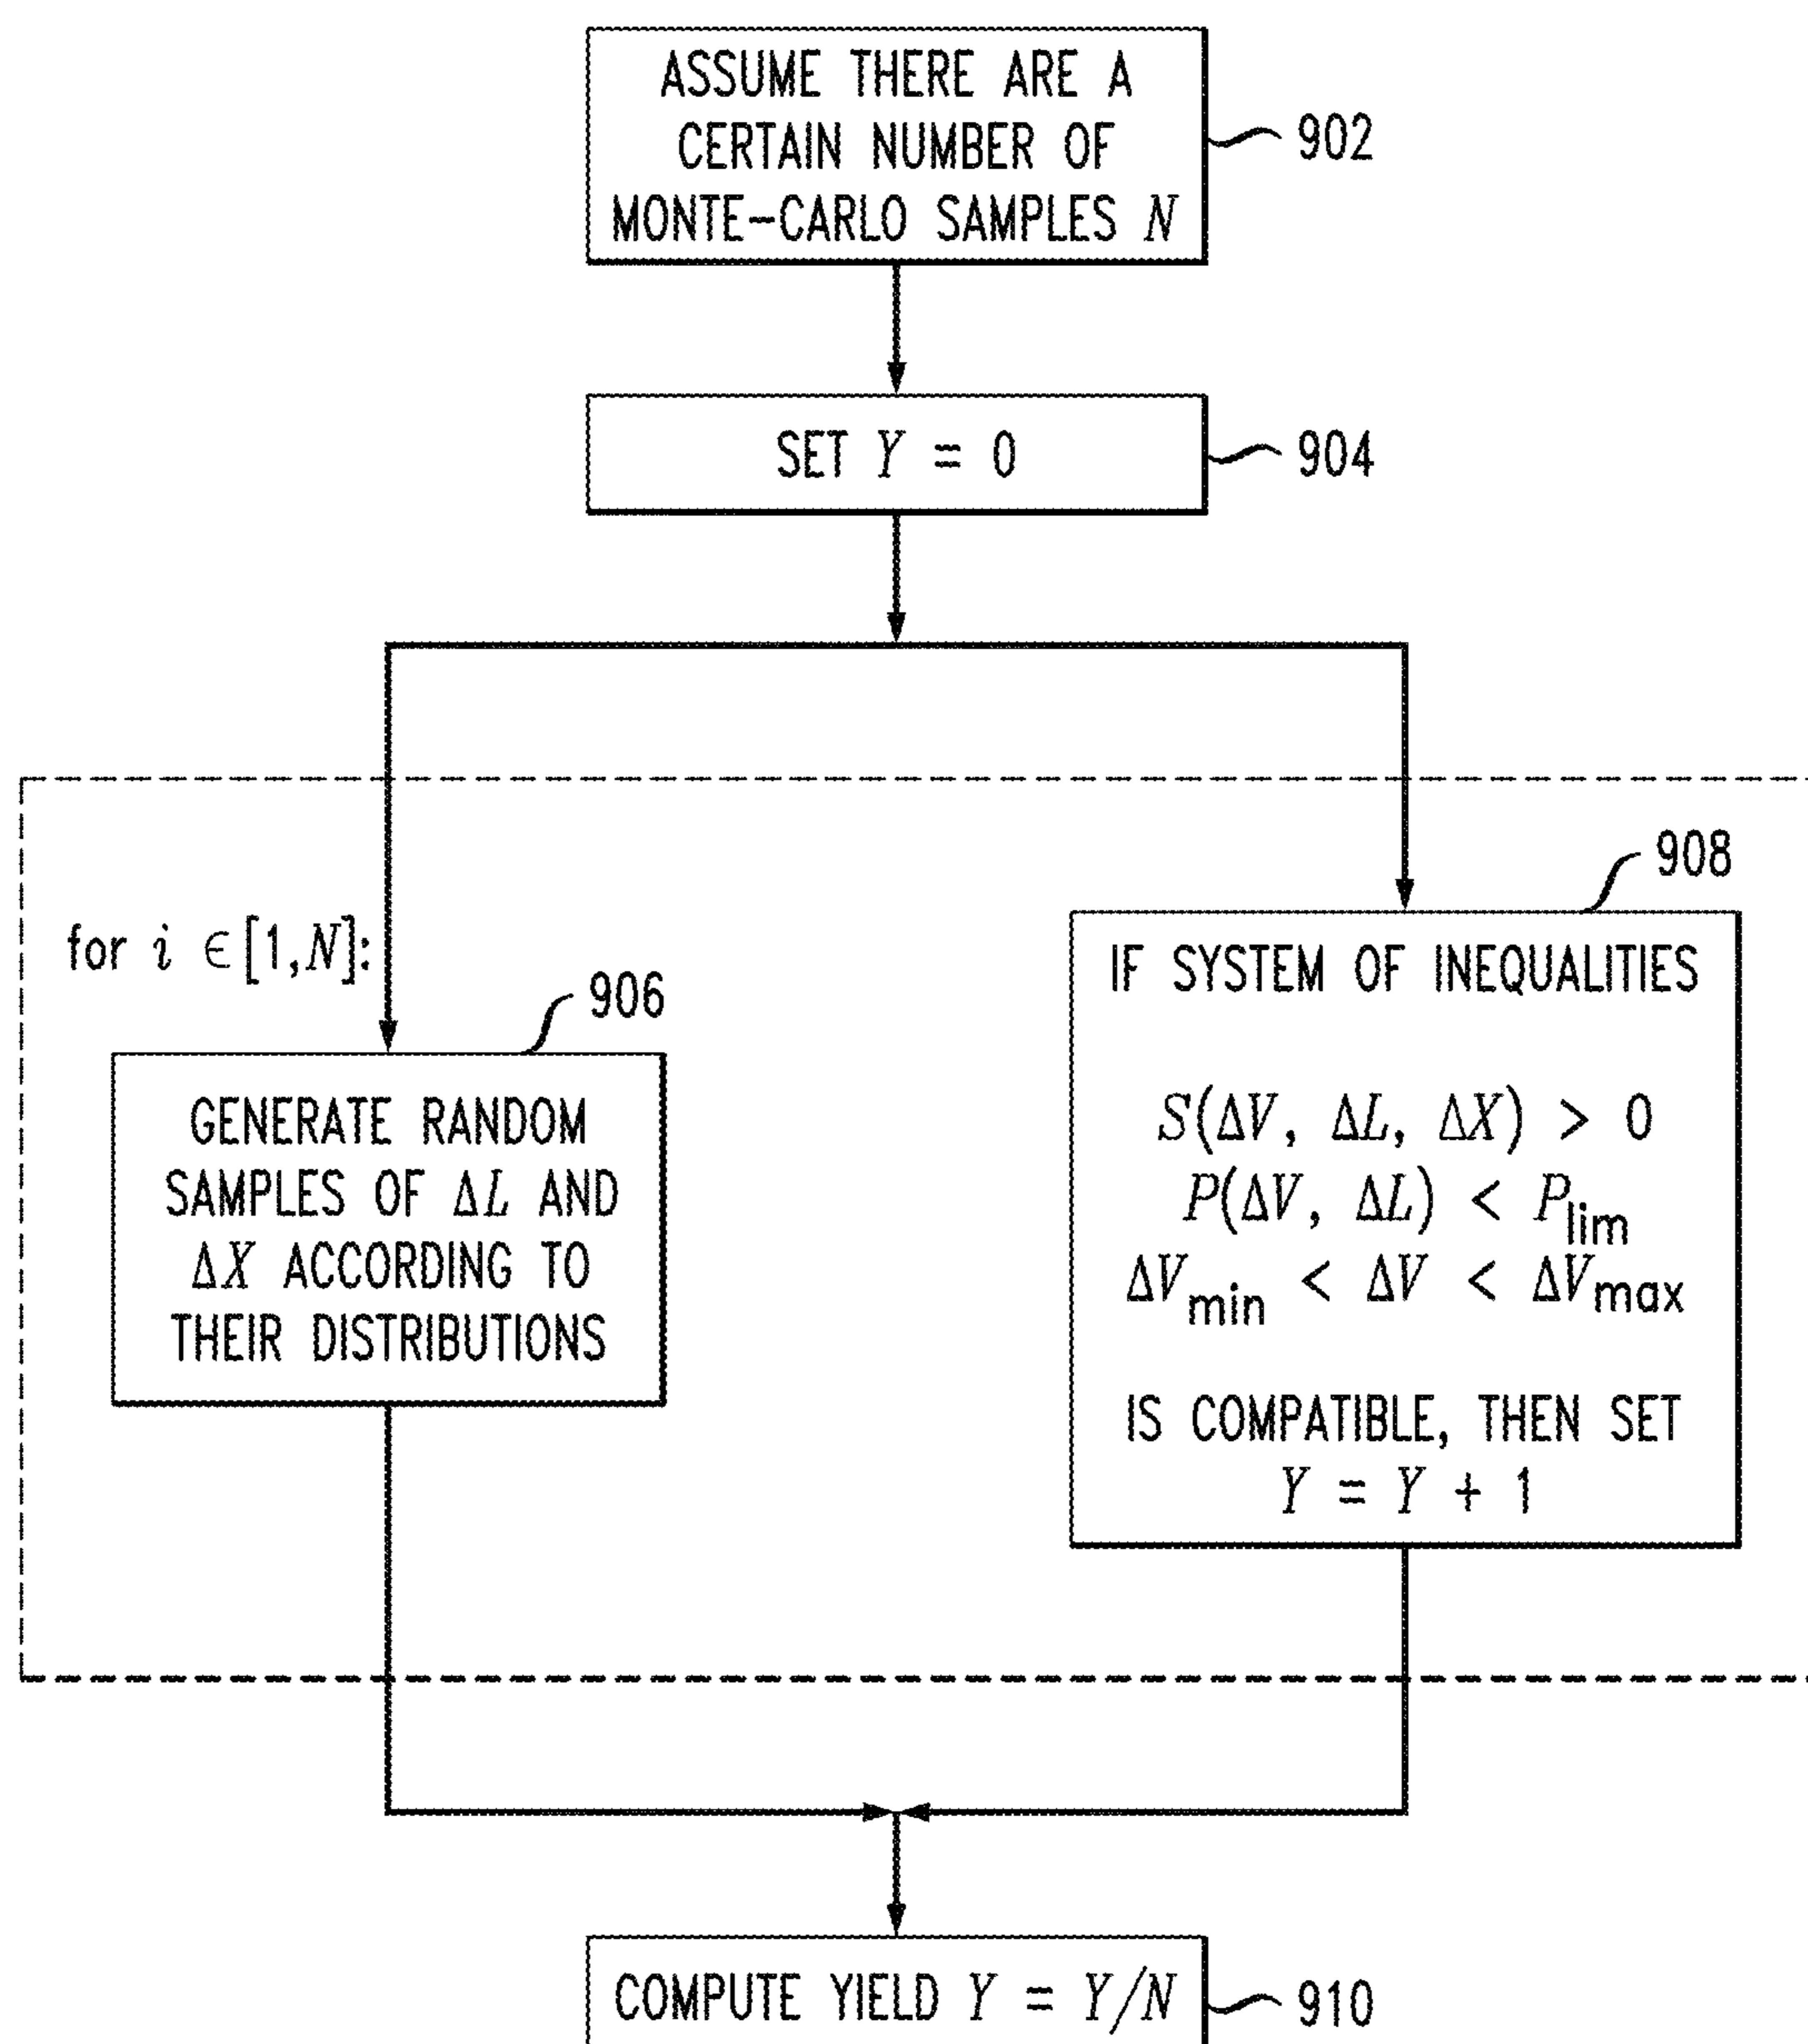 ASSUME THERE ARE A
CERTAIN NUMBER OF
MONTE-CARLO SAMPLES N
902
SET Y = 0
904
for i ∈[1,N]:
906
GENERATE RANDOM
SAMPLES OF ΔL AND
ΔX ACCORDING TO
THEIR DISTRIBUTIONS
908
IF SYSTEM OF INEQUALITIES
S(ΔV, ΔL, ΔX) > 0
P(ΔV, ΔL) < Plim
ΔVmin < ΔV < ΔVmax
IS COMPATIBLE, THEN SET
Y = Y + 1
COMPUTE YIELD Y = Y/N
910